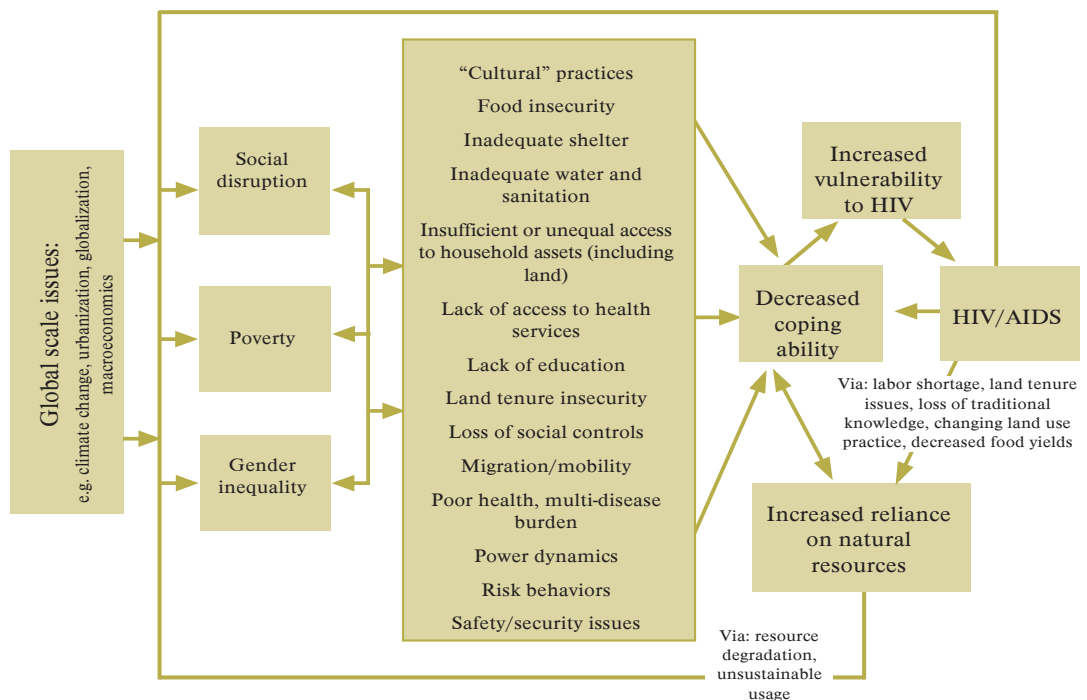 Global scale issues:
e.g. climate change, urbanization, globalization,
macroeconomics
Social
disruption
Poverty
Gender
inequality
“Cultural” practices
Food insecurity
Inadequate shelter
Inadequate water and
sanitation
Insufficient or unequal access
to household assets (including
land)
Lack of access to health
services
Lack of education
Land tenure insecurity
Loss of social controls
Migration/mobility
Poor health, multi-disease
burden
Power dynamics
Risk behaviors
Safety/security issues
Increased
vulnerability
to HIV
Decreased
coping
ability
HIV/AIDS
Via: labor shortage, land tenure
issues, loss of traditional
knowledge, changing land use
practice, decreased food yields
Increased reliance
on natural
resources
Via: resource
degradation,
unsustainable
usage